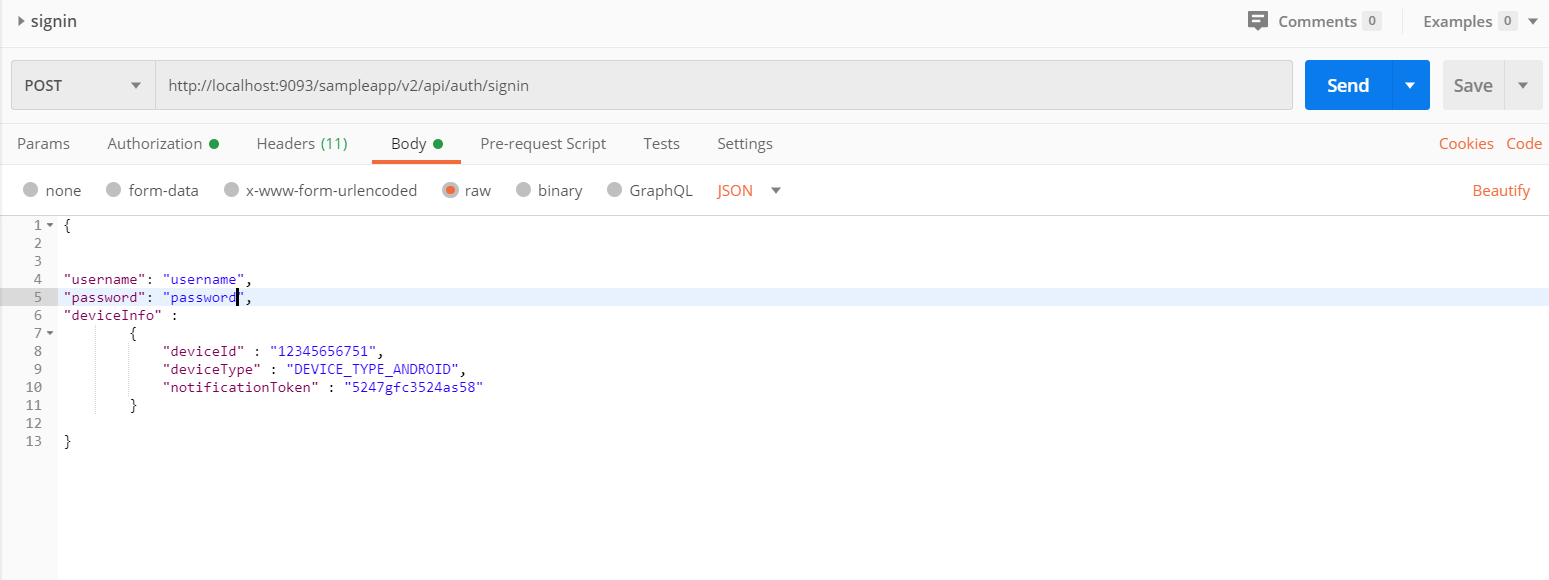 signin
Comments 0
Examples 0
POST
http://localhost:9093/sampleapp/v2/api/auth/signin
Send
Save
Params
Authorization
Headers (11)
Body
Pre-request Script
Tests
Settings
Cookies
Code
none
form-data
x-www-form-urlencoded
raw
binary
GraphQL
JSON
Beautify
1 {
2
3
4 "username": "username",
5 "password": "password",
6 "deviceInfo" :
7 {
8 "deviceId" : "12345656751",
9 "deviceType" : "DEVICE_TYPE_ANDROID",
10 "notificationToken" : "5247gfc3524as58"
11 }
12
13 }